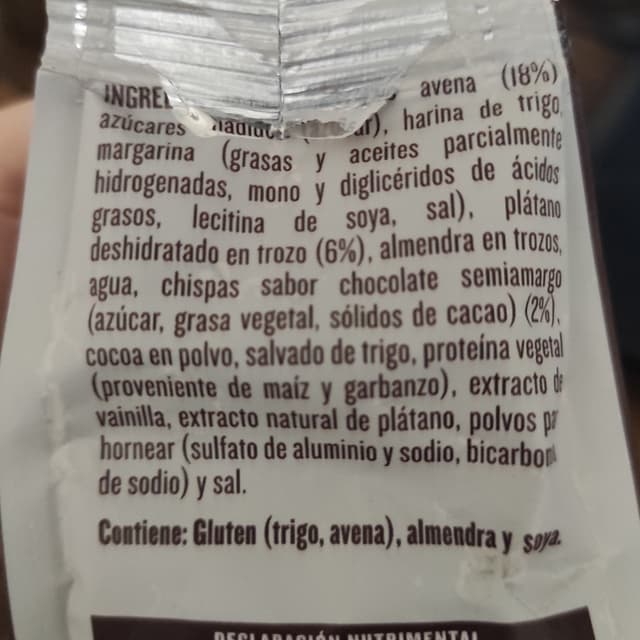 avena (18%)
azúcares harina de trigo,
margarina (grasas y aceites parcialmente
hidrogenadas, mono y diglicéridos de ácidos
grasos, lecitina de soya, sal), plátano
deshidratado en trozo (6%), almendra en trozos,
agua, chispas sabor chocolate semiamargo
(azúcar, grasa vegetal, sólidos de cacao) (2%),
cocoa en polvo, salvado de trigo, proteína vegetal
(proveniente de maíz y garbanzo), extracto de
vainilla, extracto natural de plátano, polvos
hornear (sulfato de aluminio y sodio,
de sodio) y sal.
Contiene: Gluten (trigo, avena), almendra y soya.
DECLARACIÓN NUTRIMENTAL